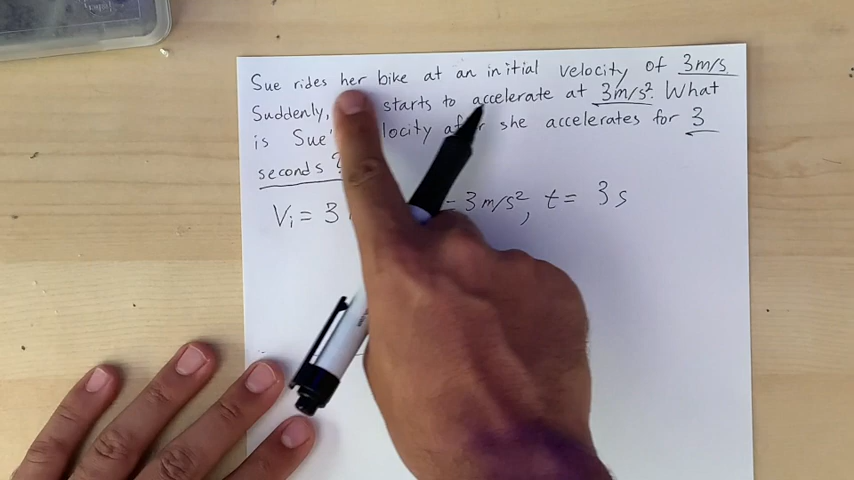 Sue rides her bike at an initial velocity of 3m/s
Suddenly, starts to accelerate at 3m/s². What
is Sue' she accelerates for 3
seconds?
Vi = 3 = 3m/s², t = 3s